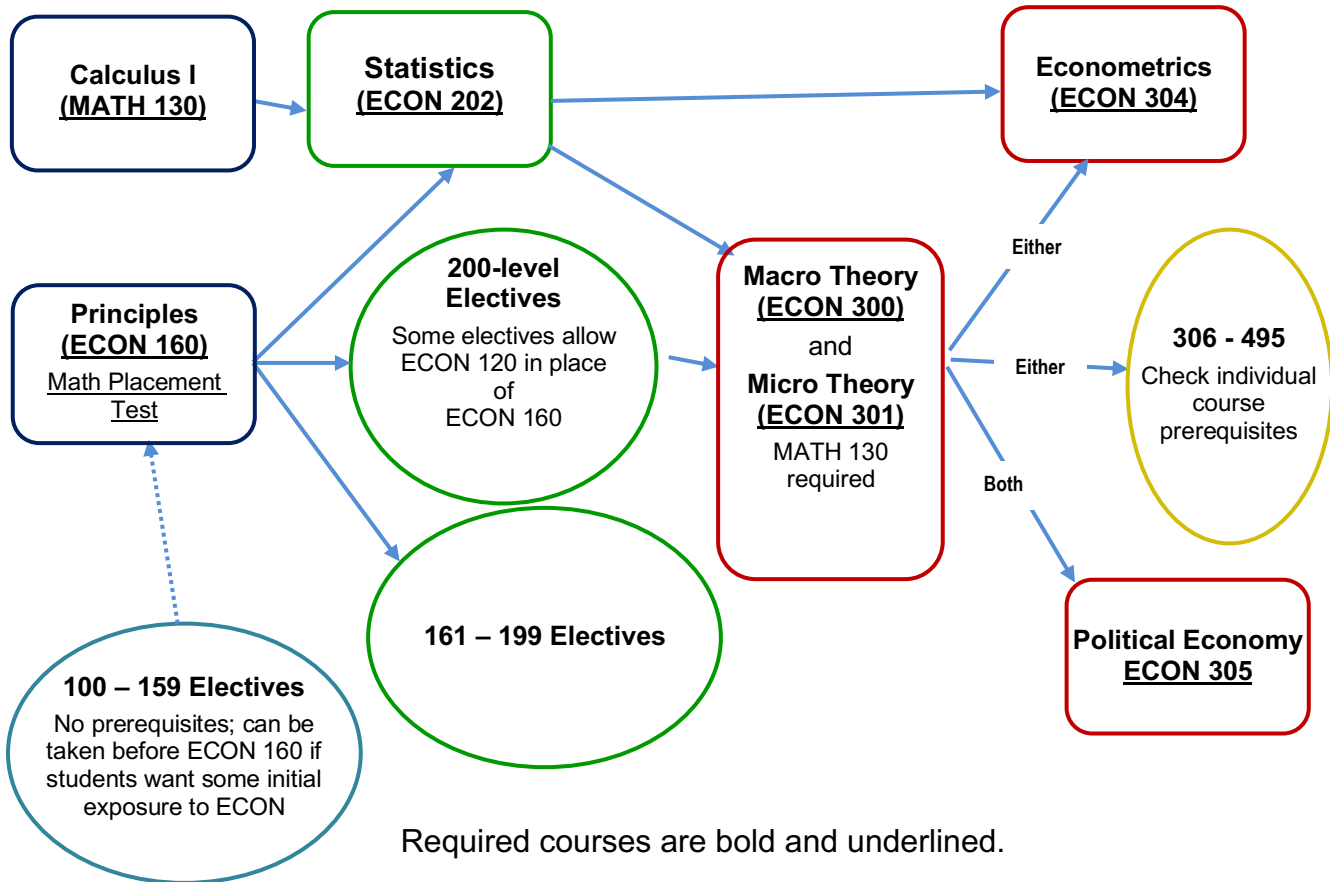 Calculus I
(MATH 130)
Statistics
(ECON 202)
Econometrics
(ECON 304)
Principles
(ECON 160)
Math Placement
Test
200-level
Electives
Some electives allow
ECON 120 in place
of
ECON 160
Macro Theory
(ECON 300)
and
Micro Theory
(ECON 301)
MATH 130
required
Either
Either
Both
306 - 495
Check individual
course
prerequisites
161 – 199 Electives
Political Economy
ECON 305
100 – 159 Electives
No prerequisites; can be
taken before ECON 160 if
students want some initial
exposure to ECON
Required courses are bold and underlined.